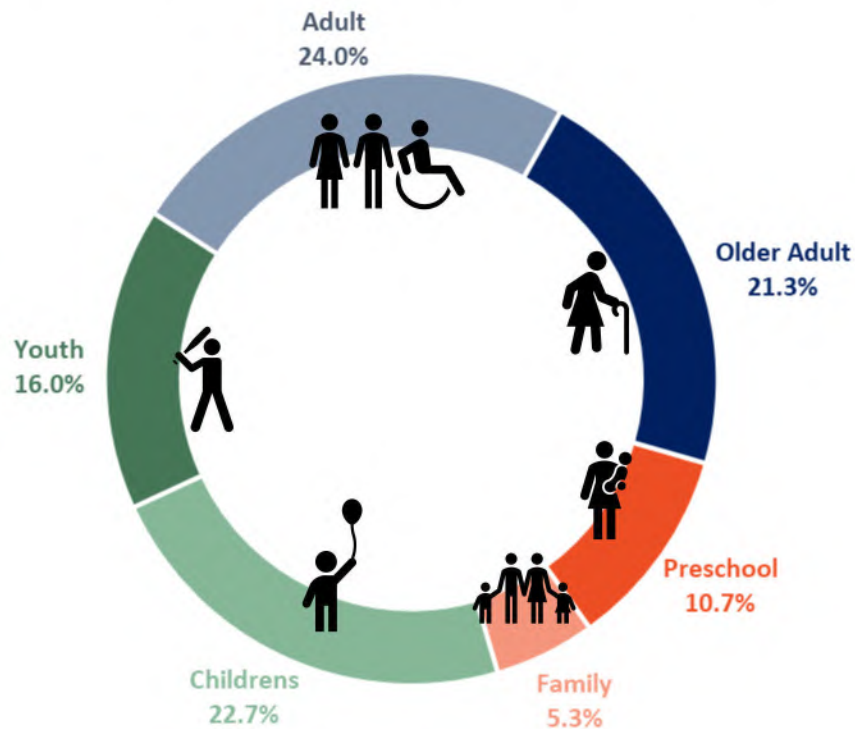 Adult
24.0%
Older Adult
21.3%
Preschool
10.7%
Family
5.3%
Childrens
22.7%
Youth
16.0%